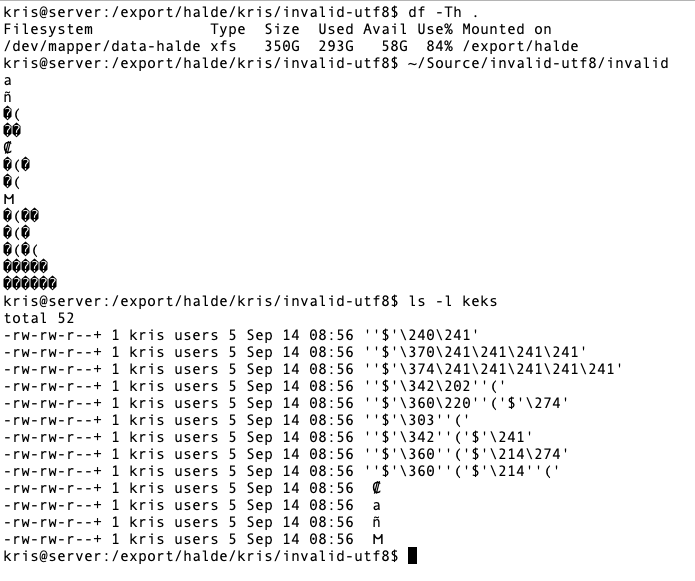 kris@server:/export/halde/kris/invalid-utf8$ df -Th .
Filesystem             Type  Size  Used Avail Use% Mounted on
/dev/mapper/data-halde xfs   350G  293G   58G  84% /export/halde
kris@server:/export/halde/kris/invalid-utf8$ ~/Source/invalid-utf8/invalid
a
ñ
�(
��
₡
�(�
�(
M
�(��
�(�
�(�(
�����
������
kris@server:/export/halde/kris/invalid-utf8$ ls -l keks
total 52
-rw-rw-r--+ 1 kris users 5 Sep 14 08:56 ''$'\240\241'
-rw-rw-r--+ 1 kris users 5 Sep 14 08:56 ''$'\370\241\241\241\241'
-rw-rw-r--+ 1 kris users 5 Sep 14 08:56 ''$'\374\241\241\241\241\241'
-rw-rw-r--+ 1 kris users 5 Sep 14 08:56 ''$'\342\202''('
-rw-rw-r--+ 1 kris users 5 Sep 14 08:56 ''$'\360\220''('$'\274'
-rw-rw-r--+ 1 kris users 5 Sep 14 08:56 ''$'\303''('
-rw-rw-r--+ 1 kris users 5 Sep 14 08:56 ''$'\342''('$'\241'
-rw-rw-r--+ 1 kris users 5 Sep 14 08:56 ''$'\360''('$'\214\274'
-rw-rw-r--+ 1 kris users 5 Sep 14 08:56 ''$'\360''('$'\214''('
-rw-rw-r--+ 1 kris users 5 Sep 14 08:56  ₡
-rw-rw-r--+ 1 kris users 5 Sep 14 08:56  a
-rw-rw-r--+ 1 kris users 5 Sep 14 08:56  ñ
-rw-rw-r--+ 1 kris users 5 Sep 14 08:56  M
kris@server:/export/halde/kris/invalid-utf8$